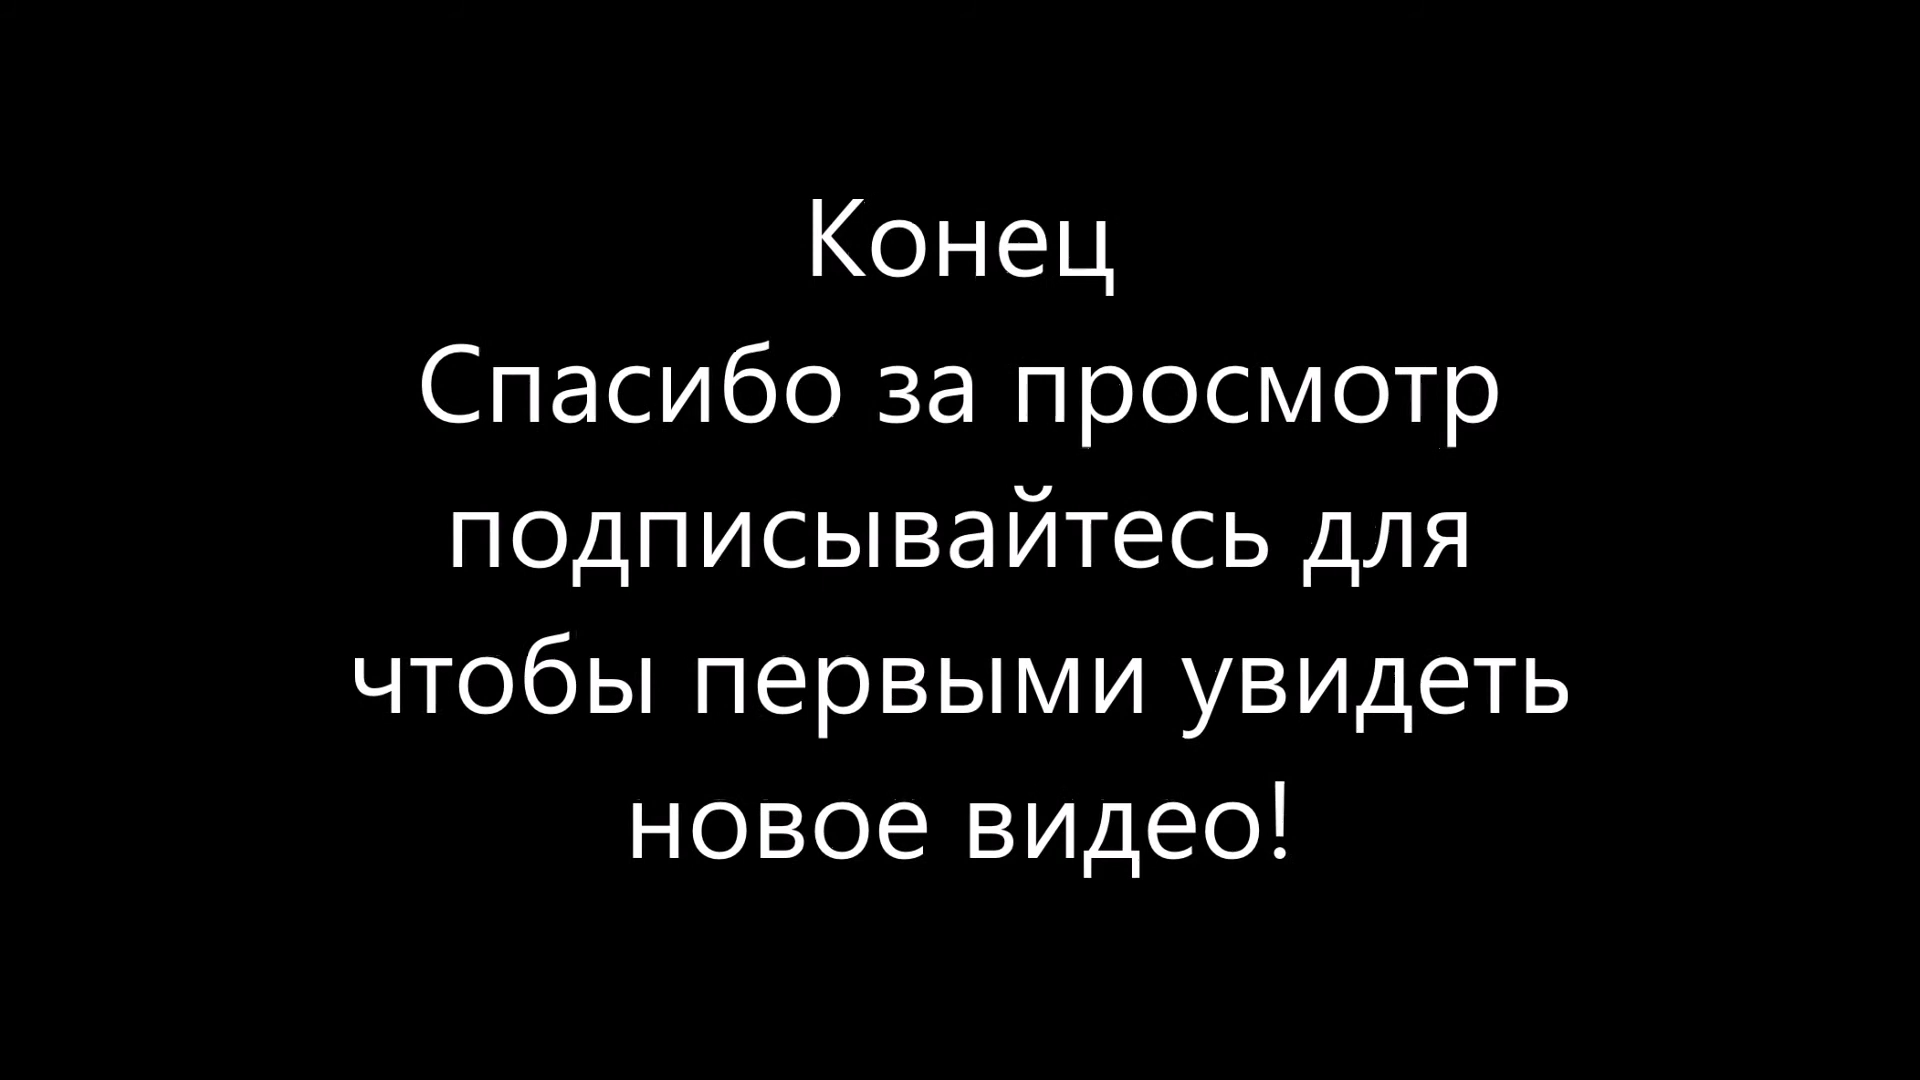 Конец
Спасибо за просмотр
подписывайтесь для
чтобы первыми увидеть
новое видео!